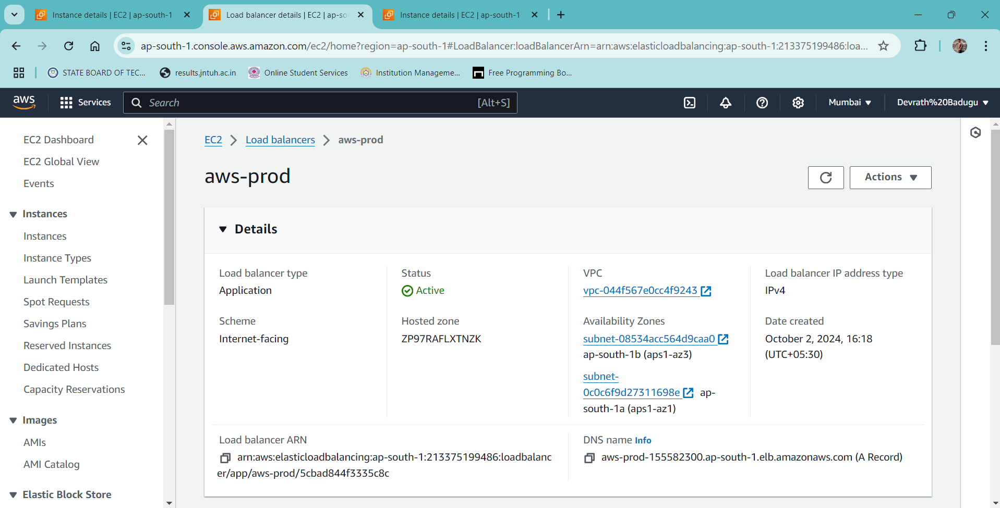 Instance details | EC2 | ap-south-1
Load balancer details | EC2 | ap-so
Instance details | EC2 | ap-south-1
ap-south-1.console.aws.amazon.com/ec2/home?region=ap-south-1#LoadBalancer:loadBalancerArn=arn:aws:elasticloadbalancing:ap-south-1:213375199486:loa...
STATE BOARD OF TEC...
results.jntuh.ac.in
Online Student Services
Institution Manageme...
Free Programming Bo...
aws
Services
Search
[Alt+S]
Mumbai
Devrath%20Badugu
EC2 Dashboard
EC2 Global View
Events
Instances
Instances
Instance Types
Launch Templates
Spot Requests
Savings Plans
Reserved Instances
Dedicated Hosts
Capacity Reservations
Images
AMIs
AMI Catalog
Elastic Block Store
EC2
Load balancers
aws-prod
aws-prod
Actions
Details
Load balancer type
Application
Status
Active
VPC
vpc-044f567e0cc4f9243
Load balancer IP address type
IPv4
Scheme
Internet-facing
Hosted zone
ZP97RAFLXTNZK
Availability Zones
subnet-08534acc564d9caa0
ap-south-1b (aps1-az3)
subnet-
0c0c6f9d27311698e ap-
south-1a (aps1-az1)
Date created
October 2, 2024, 16:18
(UTC+05:30)
Load balancer ARN
arn:aws:elasticloadbalancing:ap-south-1:213375199486:loadbalanc
er/app/aws-prod/5cbad844f3335c8c
DNS name Info
aws-prod-155582300.ap-south-1.elb.amazonaws.com (A Record)